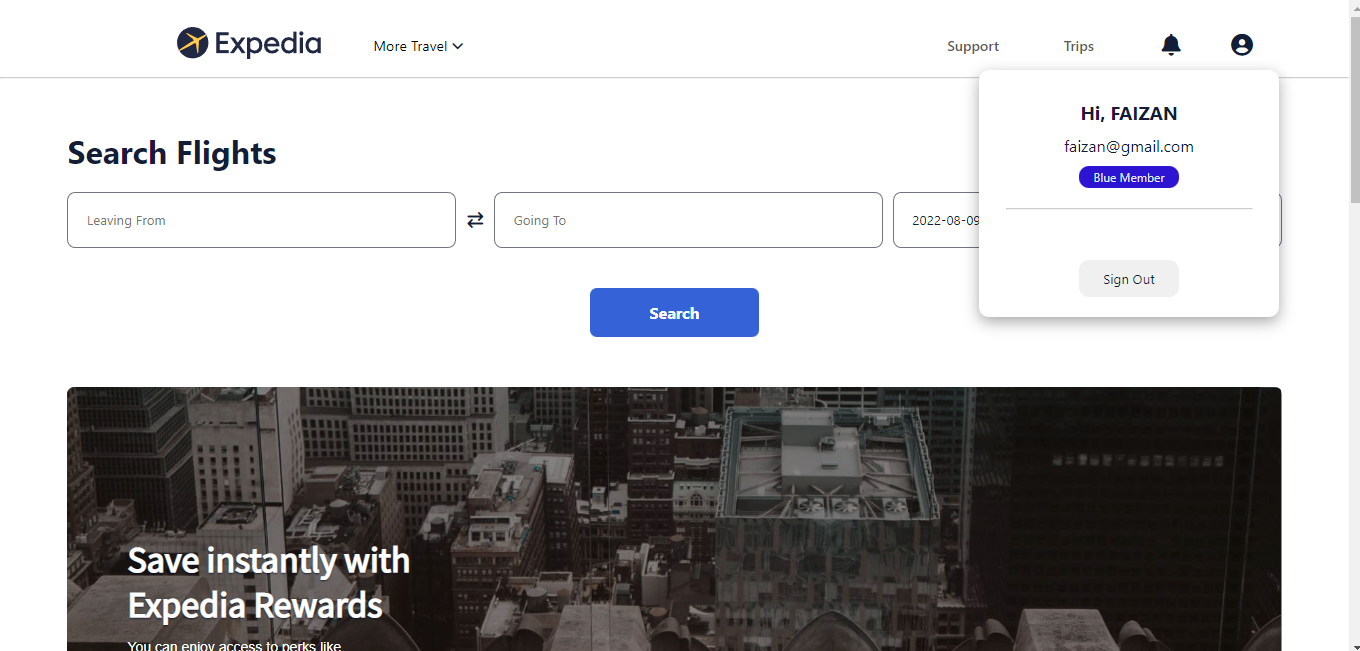 Expedia
More Travel
Support
Trips
Hi, FAIZAN
faizan@gmail.com
Blue Member
Sign Out
Search Flights
Leaving From
Going To
2022-08-09
Search
Save instantly with
Expedia Rewards
You can enjoy access to perks like